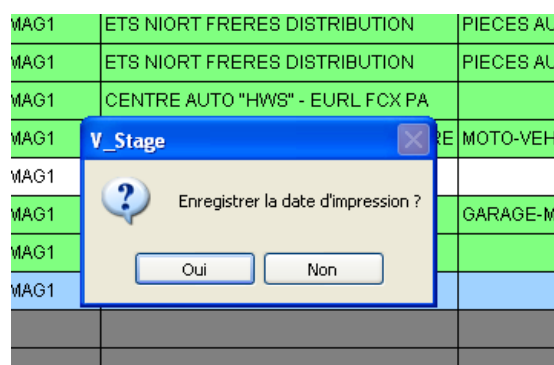 MAG1 ETS NIORT FRERES DISTRIBUTION PIECES AU
MAG1 ETS NIORT FRERES DISTRIBUTION PIECES AU
MAG1 CENTRE AUTO "HWS" - EURL FCX PA
MAG1 RE MOTO-VEH
V_Stage
MAG1
Enregistrer la date d'impression ?
MAG1 GARAGE-M
MAG1
Oui Non
MAG1